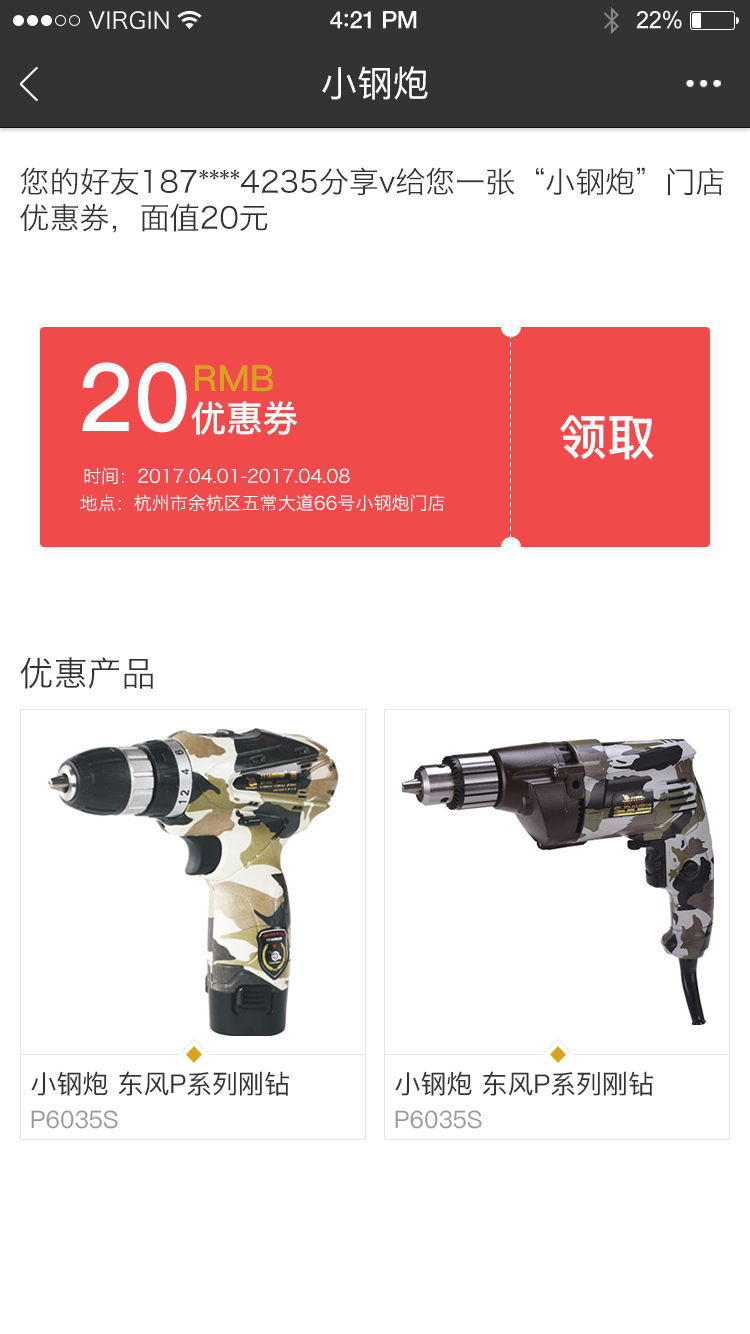 VIRGIN
4:21 PM
22%
小钢炮
您的好友187****4235分享v给您一张“小钢炮”门店
优惠券，面值20元
20 RMB
优惠券
领取
时间：2017.04.01-2017.04.08
地点：杭州市余杭区五常大道66号小钢炮门店
优惠产品
6
4
12
小钢炮 东风P系列刚钻
P6035S
小钢炮 东风P系列刚钻
P6035S